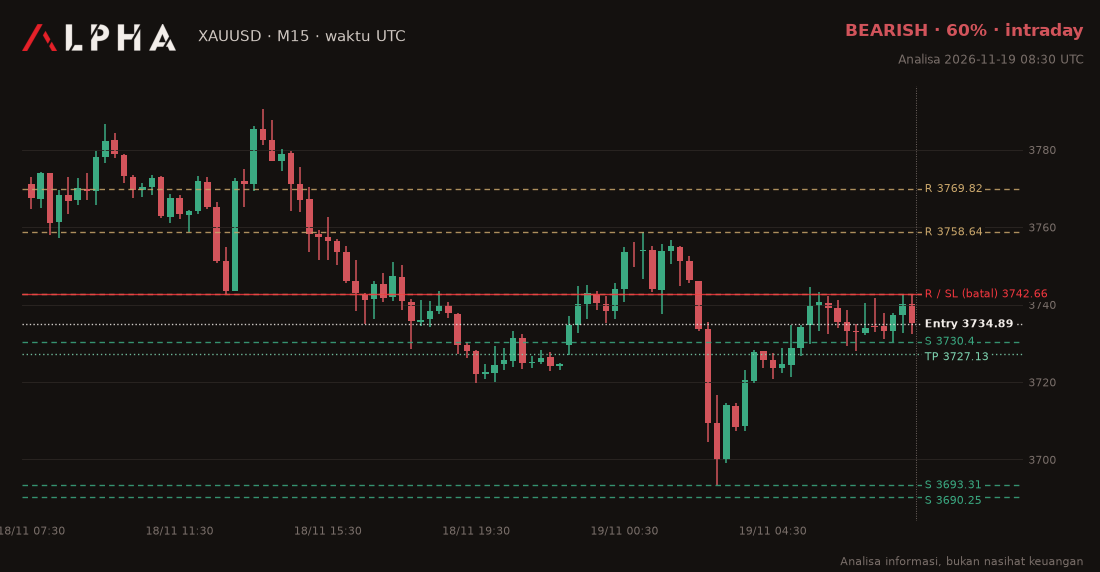 ALPHA
XAUUSD · M15 · waktu UTC
BEARISH · 60% · intraday
Analisa 2026-11-19 08:30 UTC
3780
R 3769.82
3760
R 3758.64
R / SL (batal) 3742.66
3740
Entry 3734.89
S 3730.4
TP 3727.13
3720
3700
S 3693.31
S 3690.25
18/11 07:30
18/11 11:30
18/11 15:30
18/11 19:30
19/11 00:30
19/11 04:30
Analisa informasi, bukan nasihat keuangan